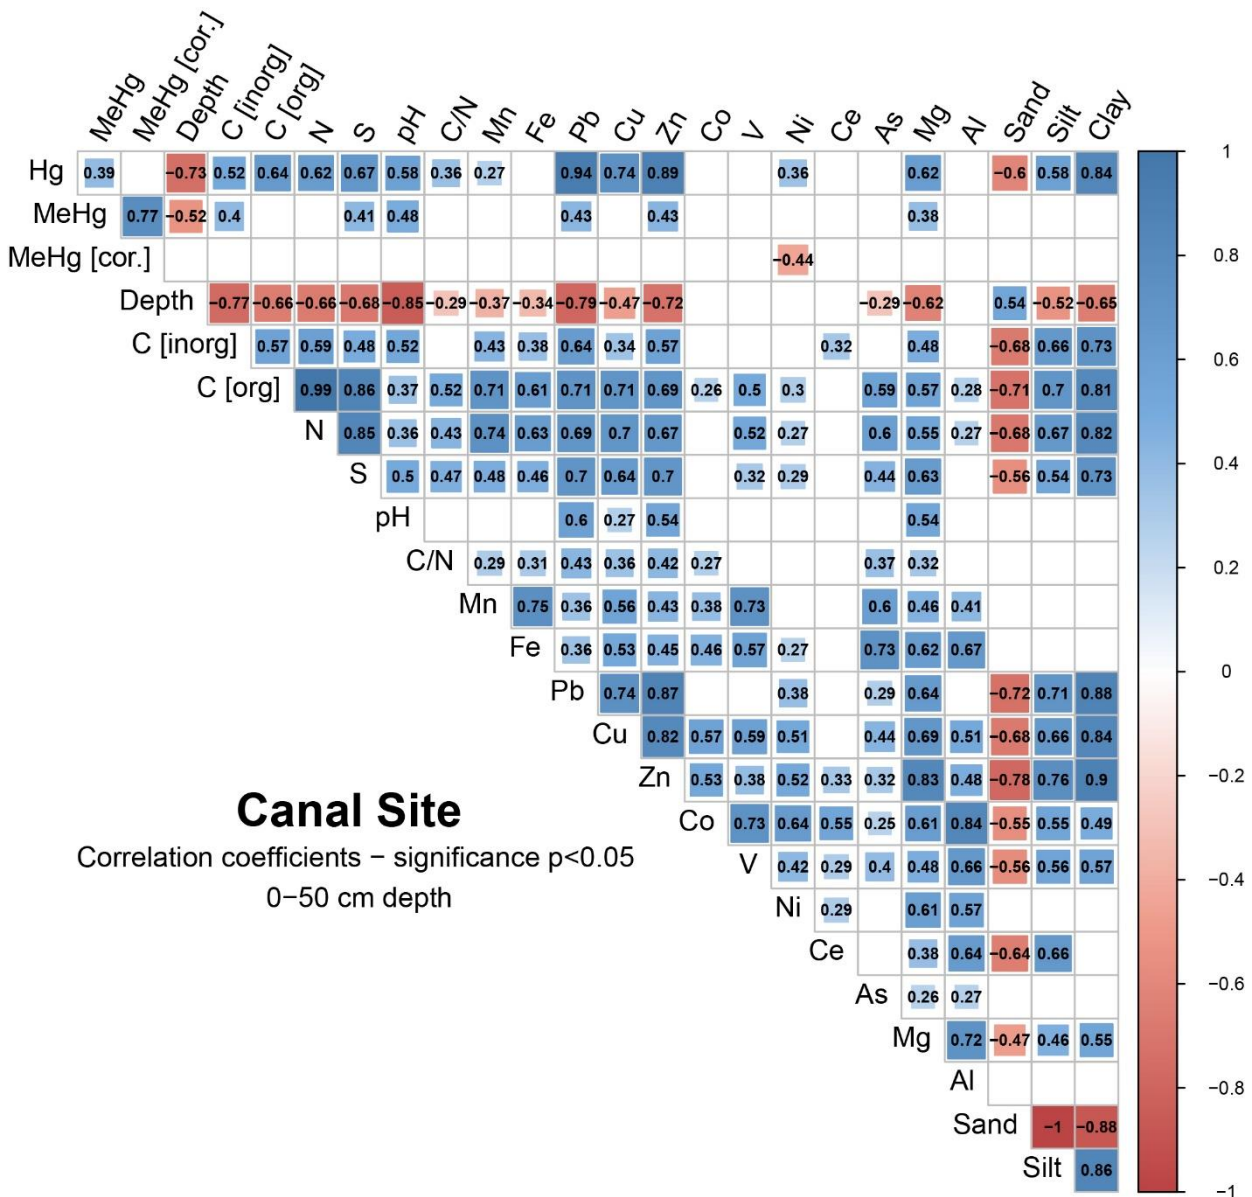 MeHg MeHg [cor.] Depth C [inorg] C [org] N S pH C/N Mn Fe Pb Cu Zn Co V Ni Ce As Mg Al Sand Silt Clay
Hg 0.39 −0.73 0.52 0.64 0.62 0.67 0.58 0.36 0.27 0.94 0.74 0.89 0.36 0.62 −0.6 0.58 0.84
MeHg 0.77 −0.52 0.4 0.41 0.48 0.43 0.43 0.38
MeHg [cor.] −0.44
Depth −0.77 −0.66 −0.66 −0.68 −0.85 −0.29 −0.37 −0.34 −0.79 −0.47 −0.72 −0.29 −0.62 0.54 −0.52 −0.65
C [inorg] 0.57 0.59 0.48 0.52 0.43 0.38 0.64 0.34 0.57 0.32 0.48 −0.68 0.66 0.73
C [org] 0.99 0.86 0.37 0.52 0.71 0.61 0.71 0.71 0.69 0.26 0.5 0.3 0.59 0.57 0.28 −0.71 0.7 0.81
N 0.85 0.36 0.43 0.74 0.63 0.69 0.7 0.67 0.52 0.27 0.6 0.55 0.27 −0.68 0.67 0.82
S 0.5 0.47 0.48 0.46 0.7 0.64 0.7 0.32 0.29 0.44 0.63 −0.56 0.54 0.73
pH 0.6 0.27 0.54 0.54
C/N 0.29 0.31 0.43 0.36 0.42 0.27 0.37 0.32
Mn 0.75 0.36 0.56 0.43 0.38 0.73 0.6 0.46 0.41
Fe 0.36 0.53 0.45 0.46 0.57 0.27 0.73 0.62 0.67
Pb 0.74 0.87 0.38 0.29 0.64 −0.72 0.71 0.88
Cu 0.82 0.57 0.59 0.51 0.44 0.69 0.51 −0.68 0.66 0.84
Zn 0.53 0.38 0.52 0.33 0.32 0.83 0.48 −0.78 0.76 0.9
Co 0.73 0.64 0.55 0.25 0.61 0.84 −0.55 0.55 0.49
V 0.42 0.29 0.4 0.48 0.66 −0.56 0.56 0.57
Ni 0.29 0.61 0.57
Ce 0.38 0.64 −0.64 0.66
As 0.26 0.27
Mg 0.72 −0.47 0.46 0.55
Al
Sand −1 −0.88
Silt 0.86
Canal Site
Correlation coefficients − significance p<0.05
0−50 cm depth
1
0.8
0.6
0.4
0.2
0
−0.2
−0.4
−0.6
−0.8
−1